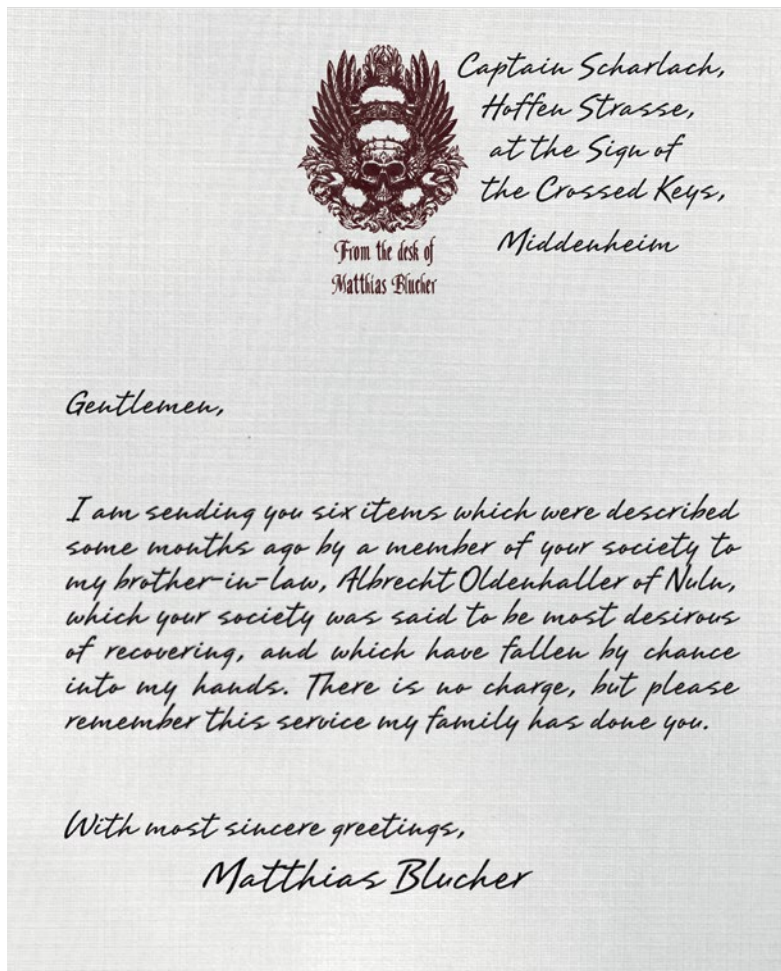 Captain Scharlach,
Hoffen Strasse,
at the Sign of
the Crossed Keys,
Middenheim
From the desk of
Matthias Blucher
Gentlemen,
I am sending you six items which were described
some months ago by a member of your society to
my brother-in-law, Albrecht Oldenhaller of Nuln,
which your society was said to be most desirous
of recovering, and which have fallen by chance
into my hands. There is no charge, but please
remember this service my family has done you.
With most sincere greetings,
Matthias Blucher